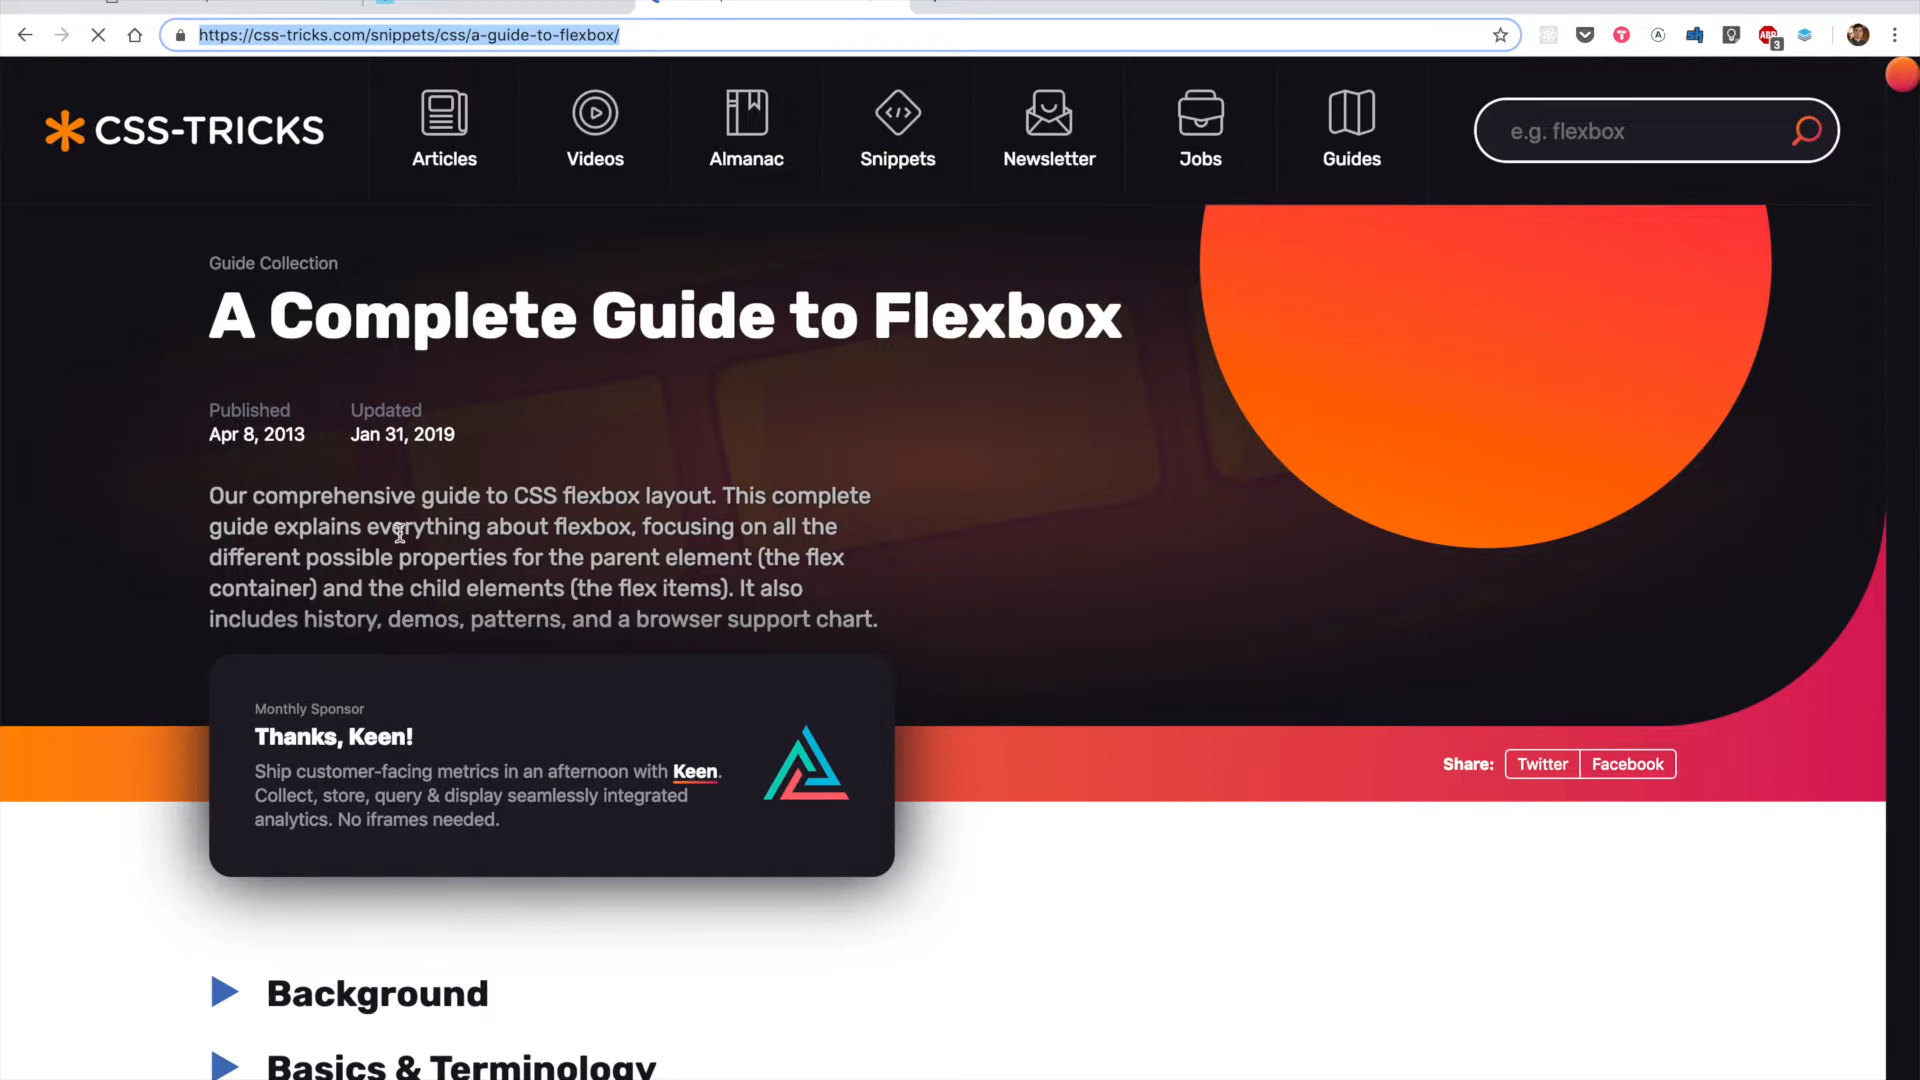 https://css-tricks.com/snippets/css/a-guide-to-flexbox/
ABP
3
CSS-TRICKS
Articles
Videos
Almanac
Snippets
Newsletter
Jobs
Guides
e.g. flexbox
Guide Collection
A Complete Guide to Flexbox
Published
Updated
Apr 8, 2013
Jan 31, 2019
Our comprehensive guide to CSS flexbox layout. This complete
guide explains everything about flexbox, focusing on all the
different possible properties for the parent element (the flex
container) and the child elements (the flex items). It also
includes history, demos, patterns, and a browser support chart.
Monthly Sponsor
Thanks, Keen!
Ship customer-facing metrics in an afternoon with Keen.
Collect, store, query & display seamlessly integrated
analytics. No iframes needed.
Share:
Twitter
Facebook
Background
Basics & Terminology